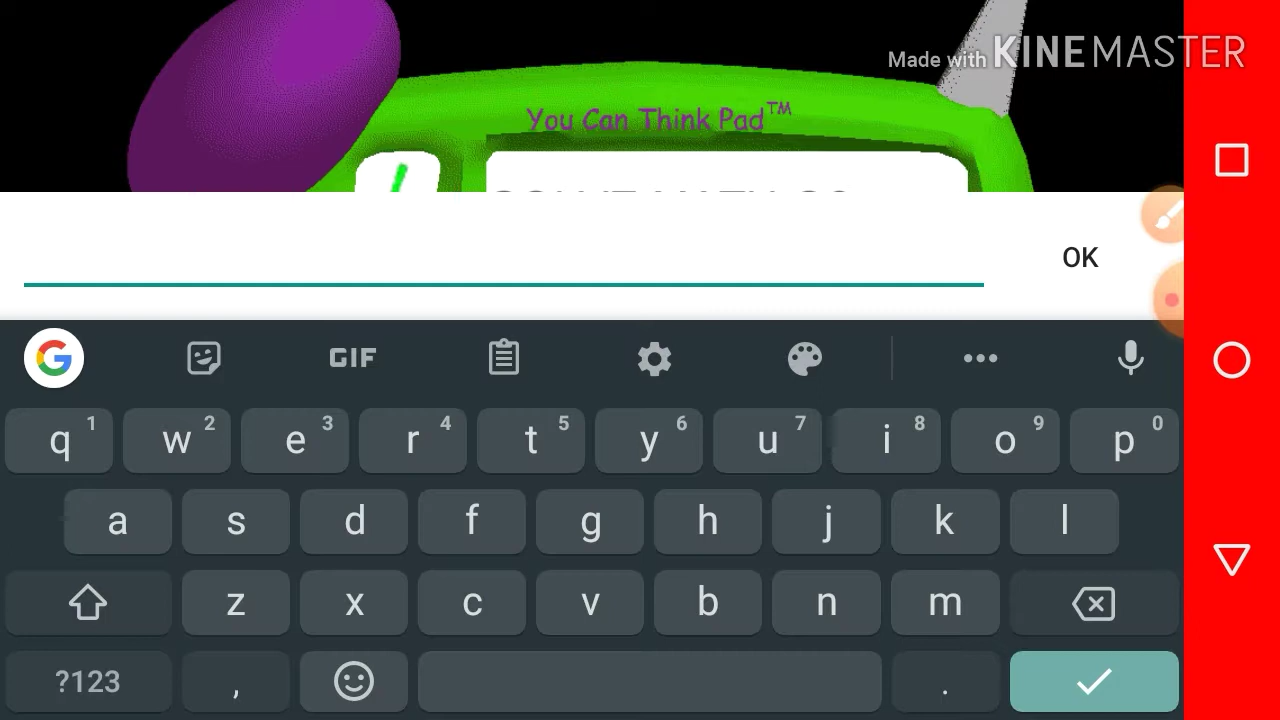 Made with KINEMASTER
You Can Think Pad™
OK
GIF
q 1 w 2 e 3 r 4 t 5 y 6 u 7 i 8 o 9 p 0
a s d f g h j k l
z x c v b n m
?123 , .